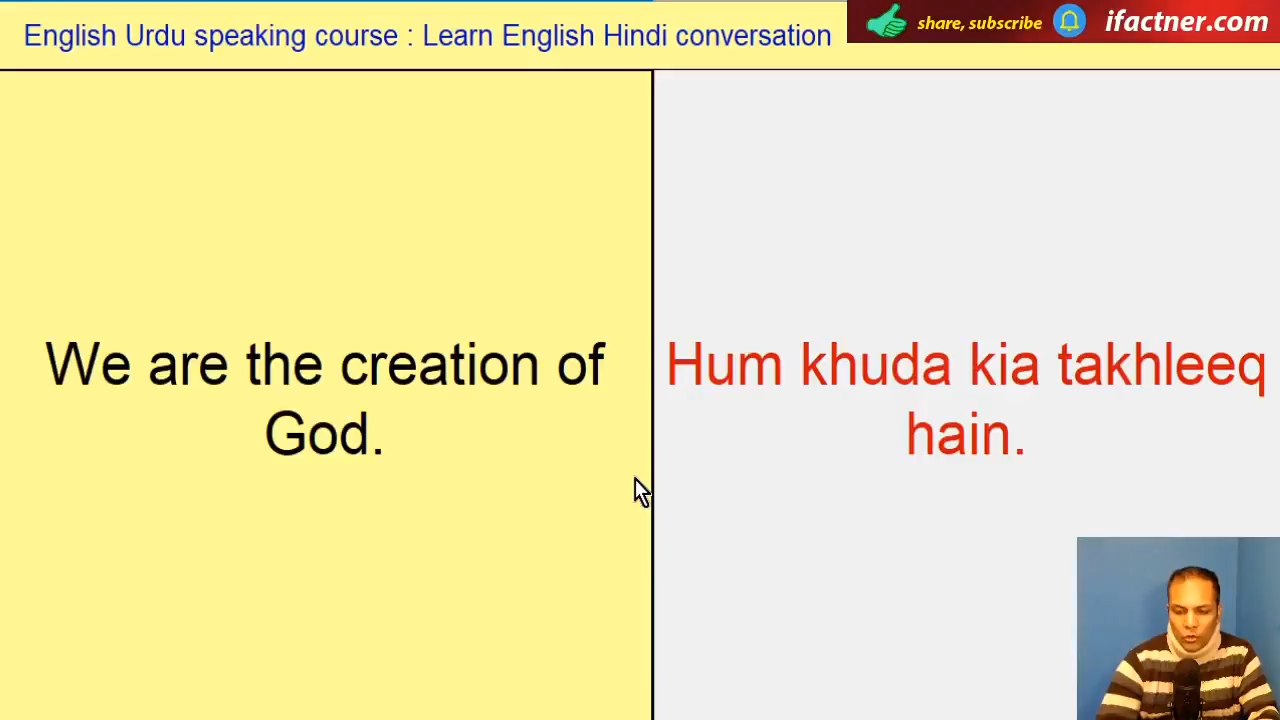 English Urdu speaking course : Learn English Hindi conversation
share, subscribe
ifactner.com
We are the creation of
God.
Hum khuda kia takhleeq
hain.